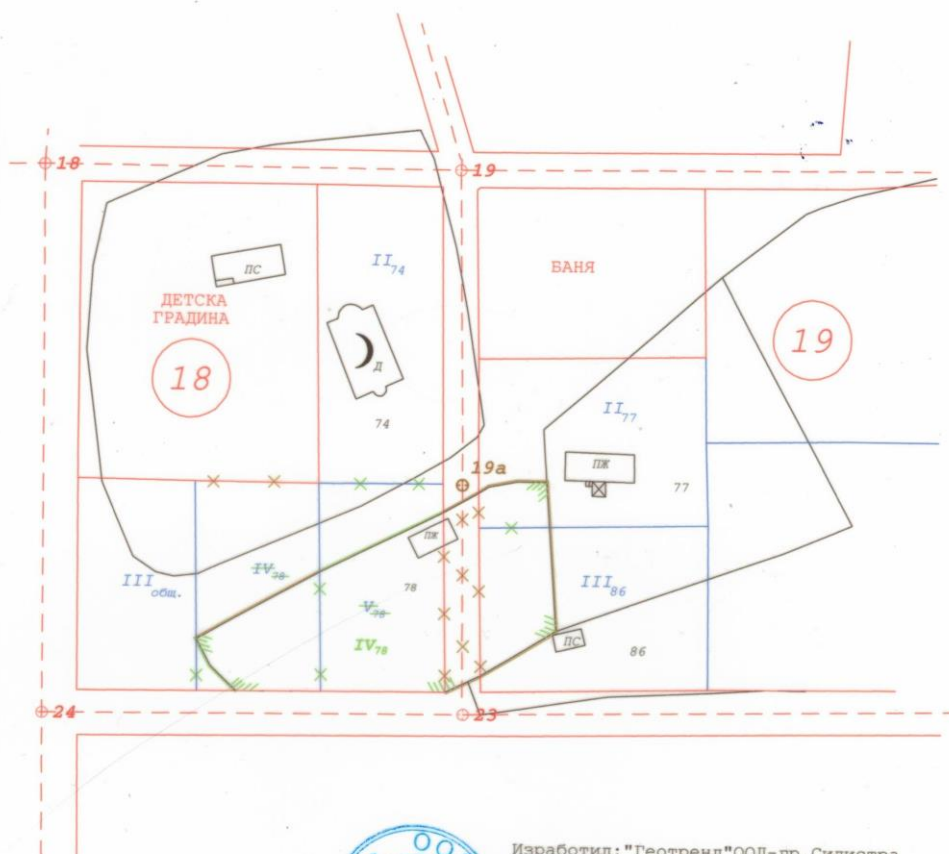 18
19
II74
БАНЯ
ПС
ДЕТСКА
ГРАДИНА
18
19
Д
74
II77
19а
ПЖ
77
ПЖ
IV78
III общ.
78
III86
V78
IV78
ПС
86
24
23
ОО
Изработил:"Геотренд"ООД-гр.Силистра